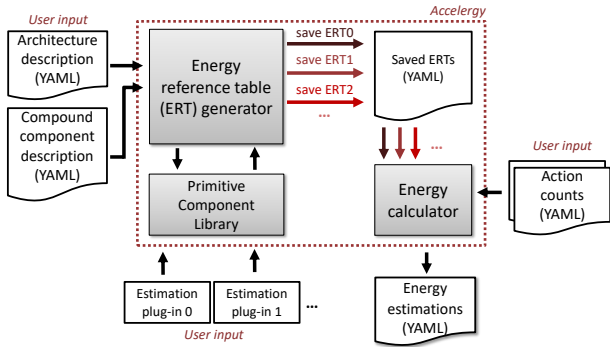 User input
Accelergy
Architecture
description
(YAML)
Compound
component
description
(YAML)
Energy
reference table
(ERT) generator
save ERT0
save ERT1
save ERT2
...
Saved ERTs
(YAML)
...
Primitive
Component
Library
Energy
calculator
User input
Action
counts
(YAML)
Estimation
plug-in 0
Estimation
plug-in 1
...
User input
Energy
estimations
(YAML)